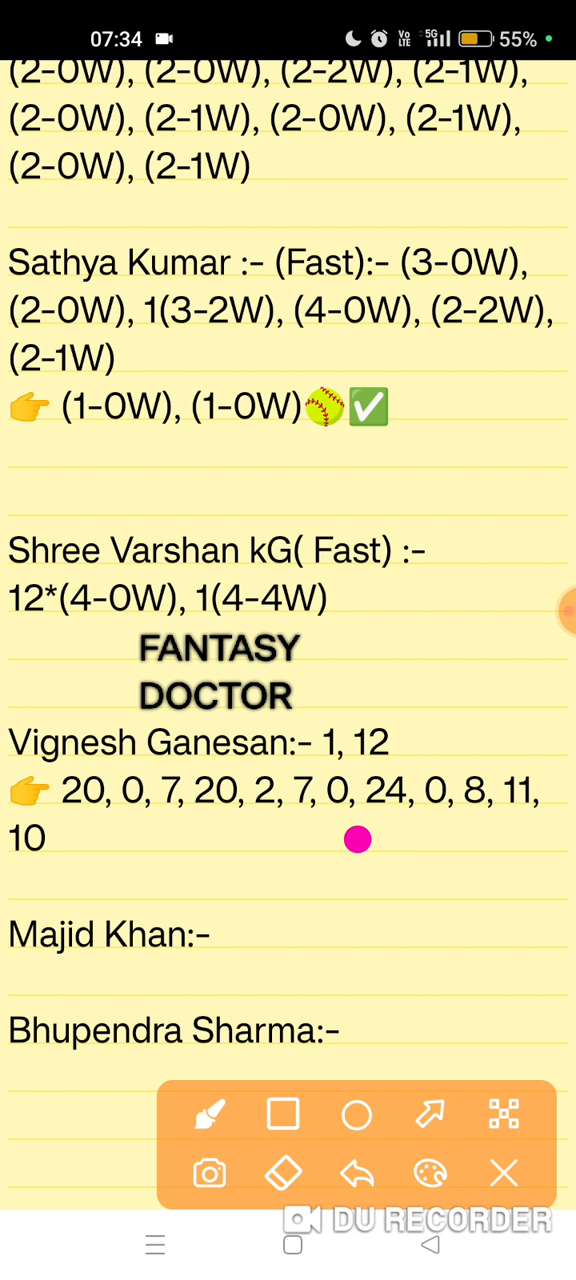 07:34 Vo LTE 5G 55%
(2-0W), (2-0W), (2-2W), (2-1W),
(2-0W), (2-1W), (2-0W), (2-1W),
(2-0W), (2-1W)
Sathya Kumar :- (Fast):- (3-0W),
(2-0W), 1(3-2W), (4-0W), (2-2W),
(2-1W)
👉 (1-0W), (1-0W)🥎✅
Shree Varshan kG( Fast) :-
12*(4-0W), 1(4-4W)
FANTASY
DOCTOR
Vignesh Ganesan:- 1, 12
👉 20, 0, 7, 20, 2, 7, 0, 24, 0, 8, 11,
10
Majid Khan:-
Bhupendra Sharma:-
DU RECORDER